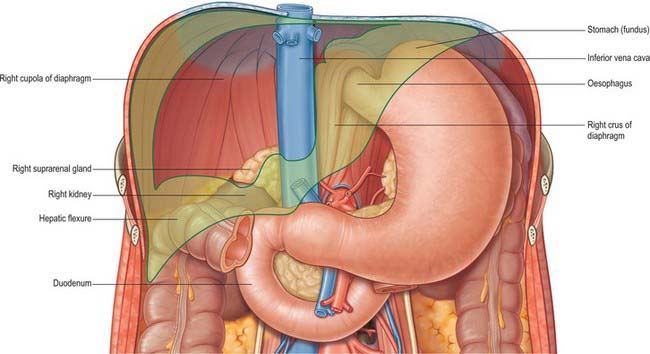 Stomach (fundus)
Inferior vena cava
Right cupola of diaphragm
Oesophagus
Right crus of
diaphragm
Right suprarenal gland
Right kidney
Hepatic flexure
Duodenum